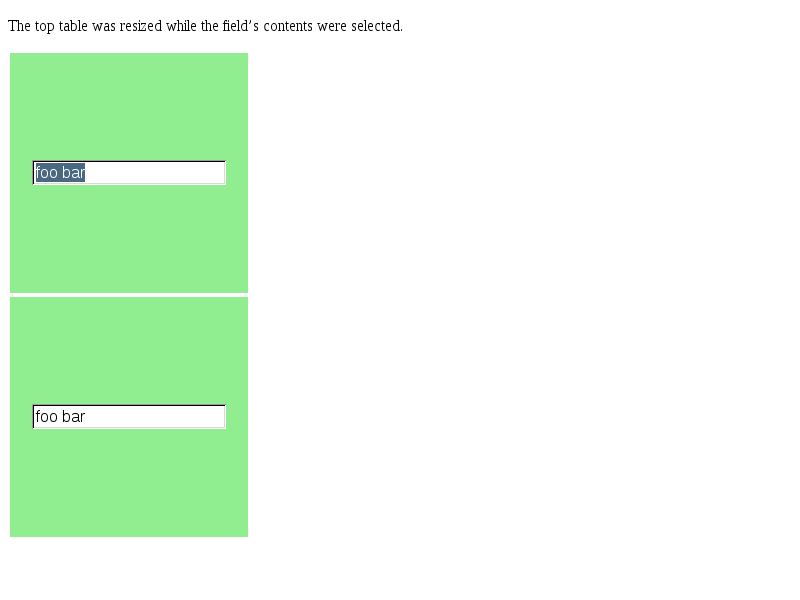 The top table was resized while the field’s contents were selected.
foo bar
foo bar